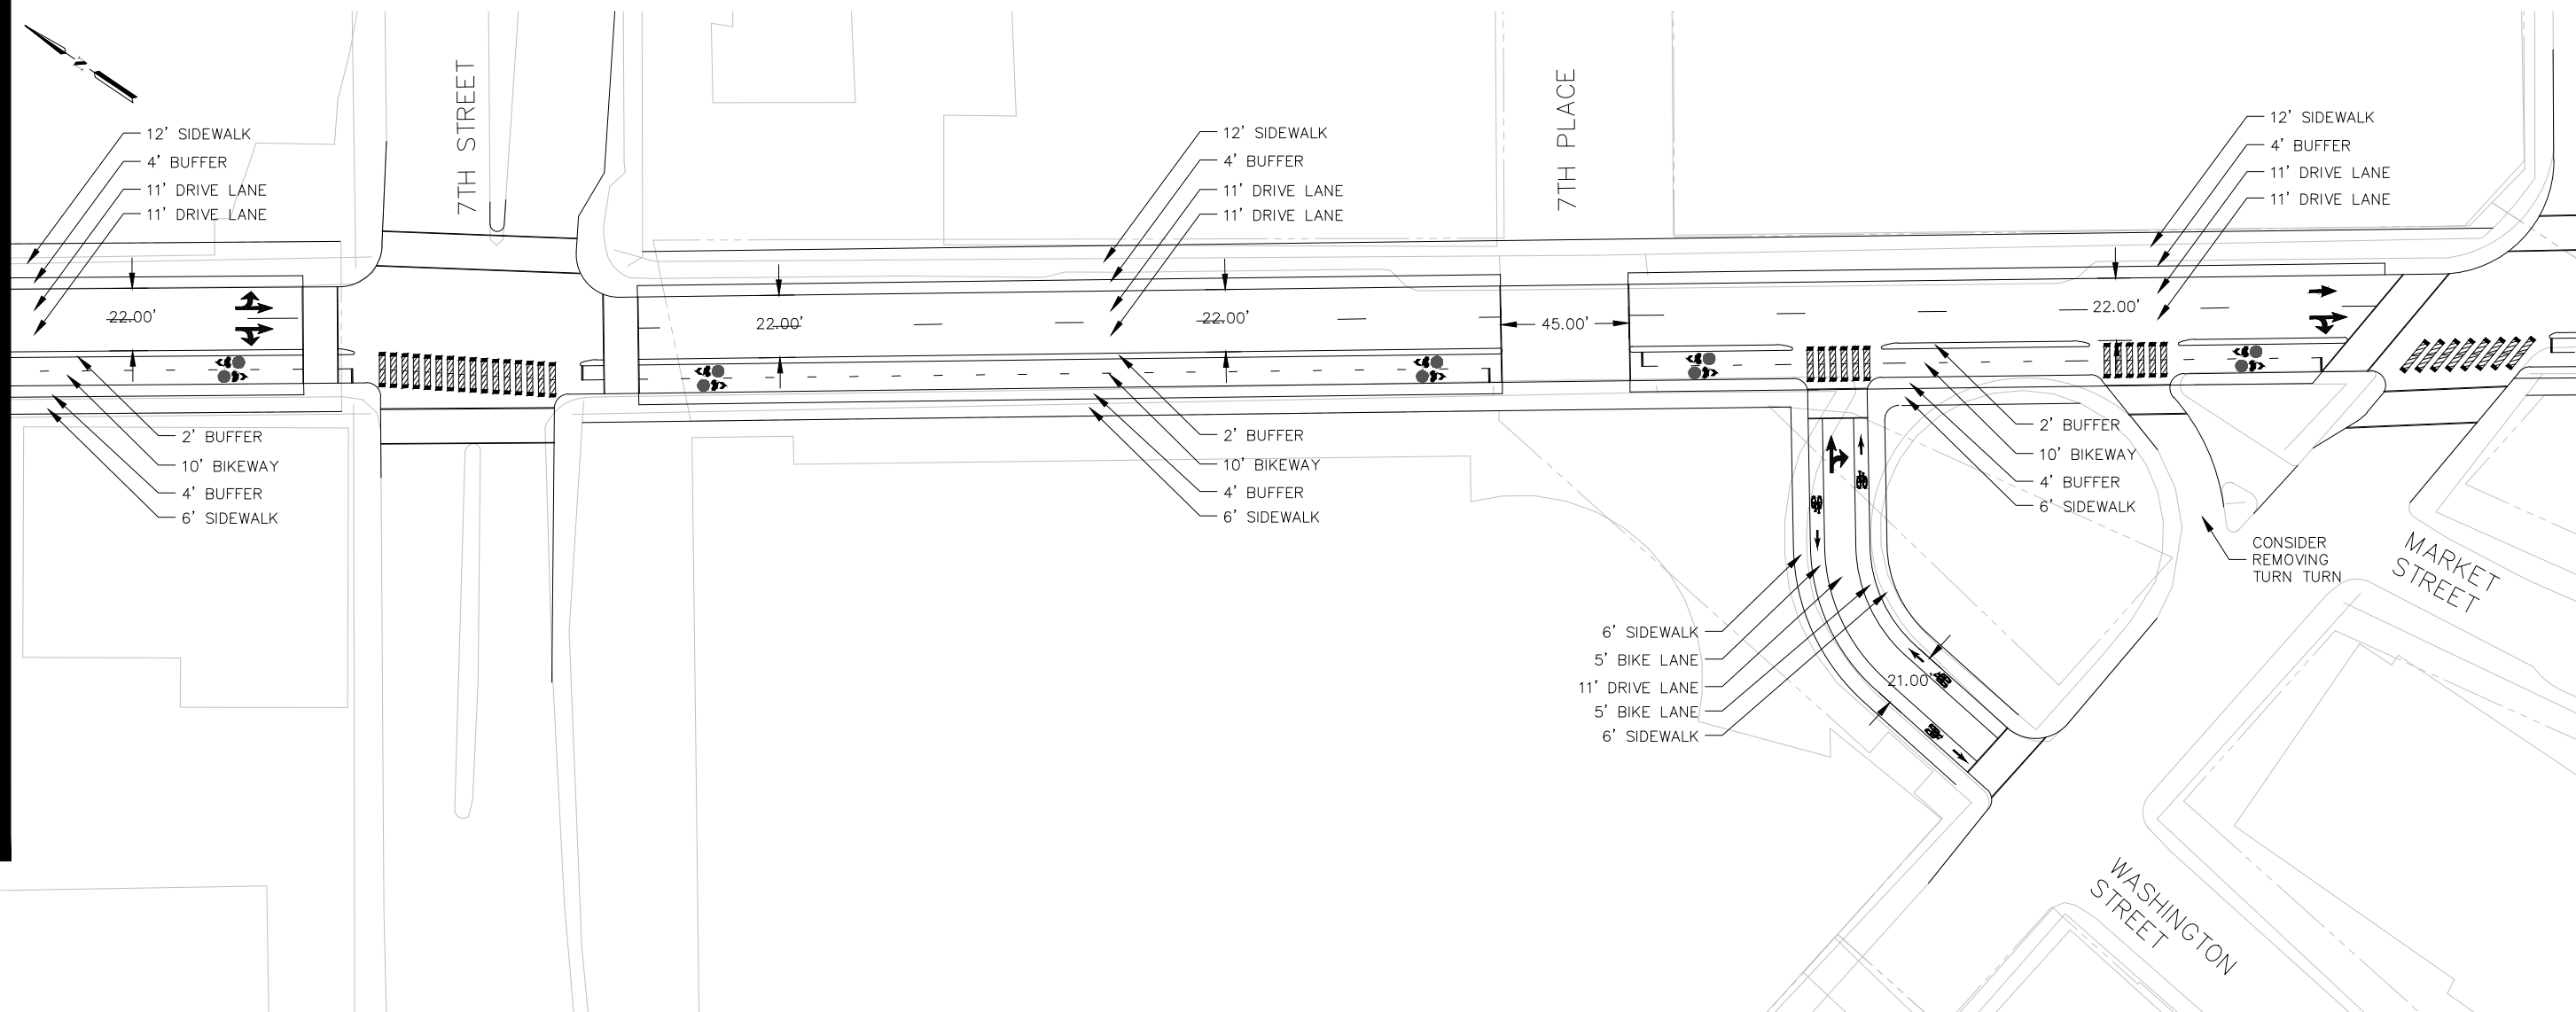 N
7TH STREET
12' SIDEWALK
4' BUFFER
11' DRIVE LANE
11' DRIVE LANE
22.00'
2' BUFFER
10' BIKEWAY
4' BUFFER
6' SIDEWALK
12' SIDEWALK
4' BUFFER
11' DRIVE LANE
11' DRIVE LANE
22.00'
22.00'
2' BUFFER
10' BIKEWAY
4' BUFFER
6' SIDEWALK
7TH PLACE
45.00'
12' SIDEWALK
4' BUFFER
11' DRIVE LANE
11' DRIVE LANE
22.00'
2' BUFFER
10' BIKEWAY
4' BUFFER
6' SIDEWALK
CONSIDER
REMOVING
TURN TURN
MARKET
STREET
6' SIDEWALK
5' BIKE LANE
11' DRIVE LANE
5' BIKE LANE
6' SIDEWALK
21.00'
WASHINGTON
STREET